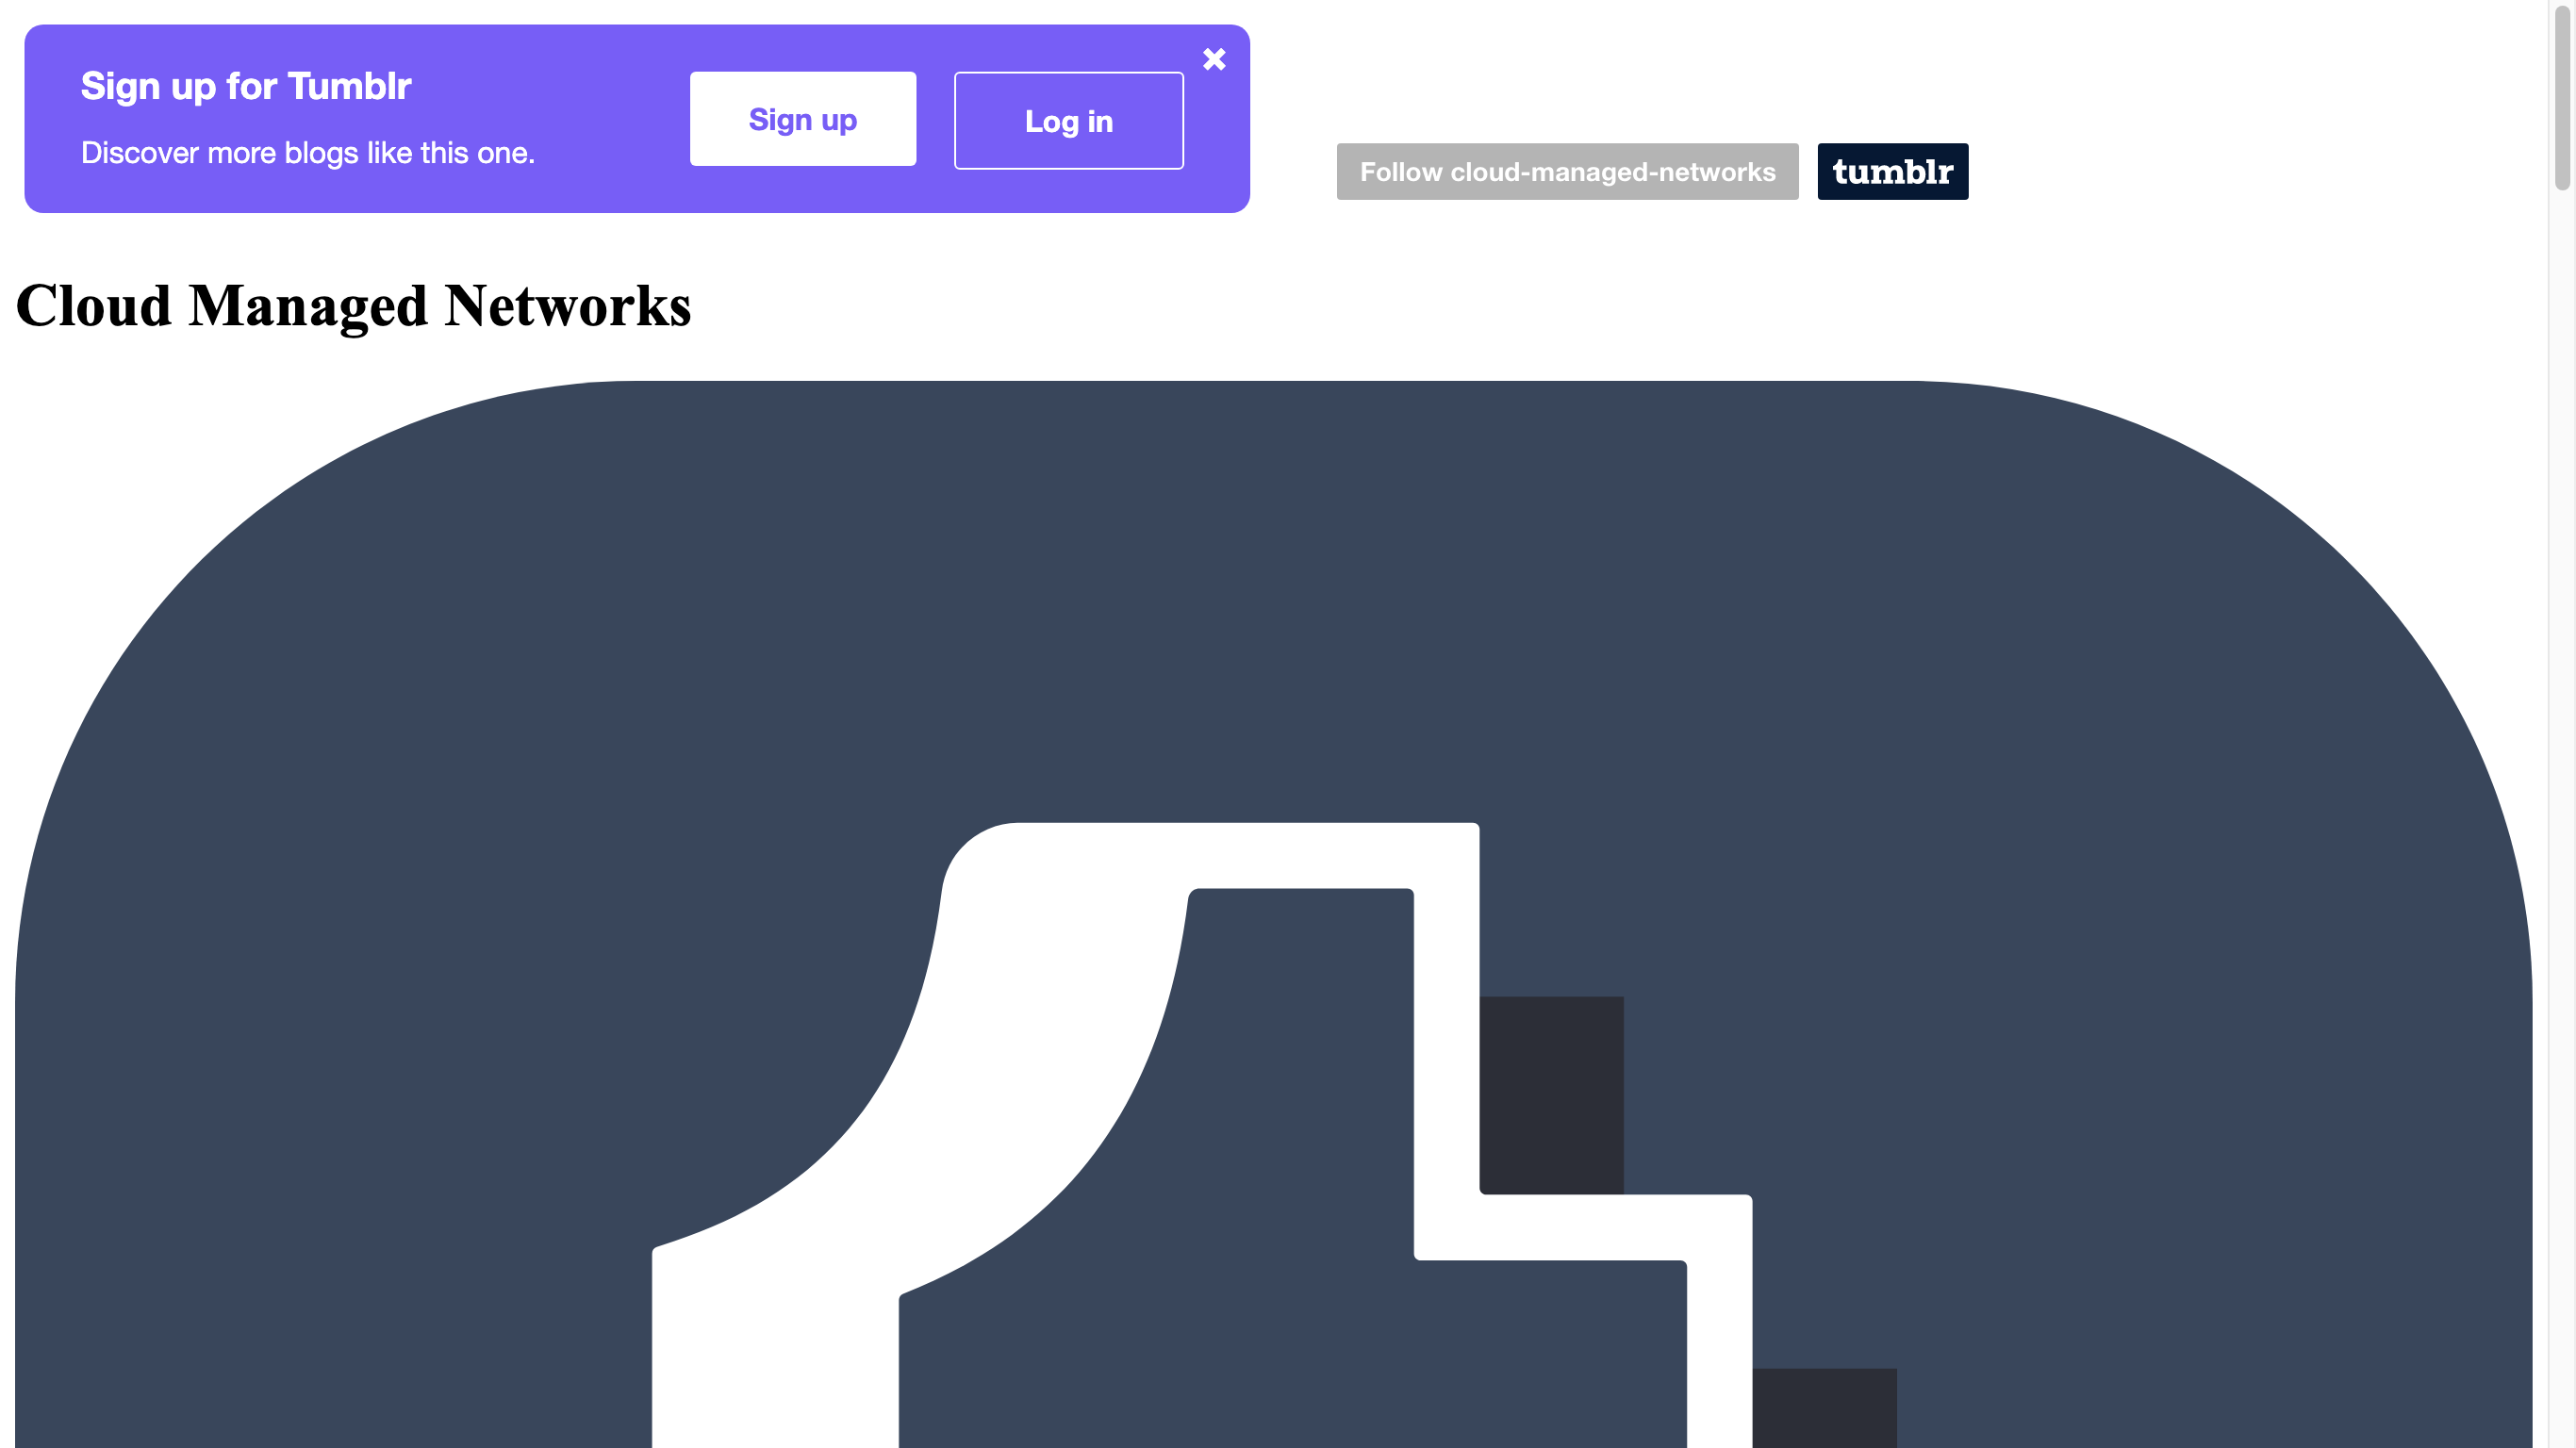 Sign up for Tumblr
Discover more blogs like this one.
Sign up
Log in
Follow cloud-managed-networks
tumblr
Cloud Managed Networks